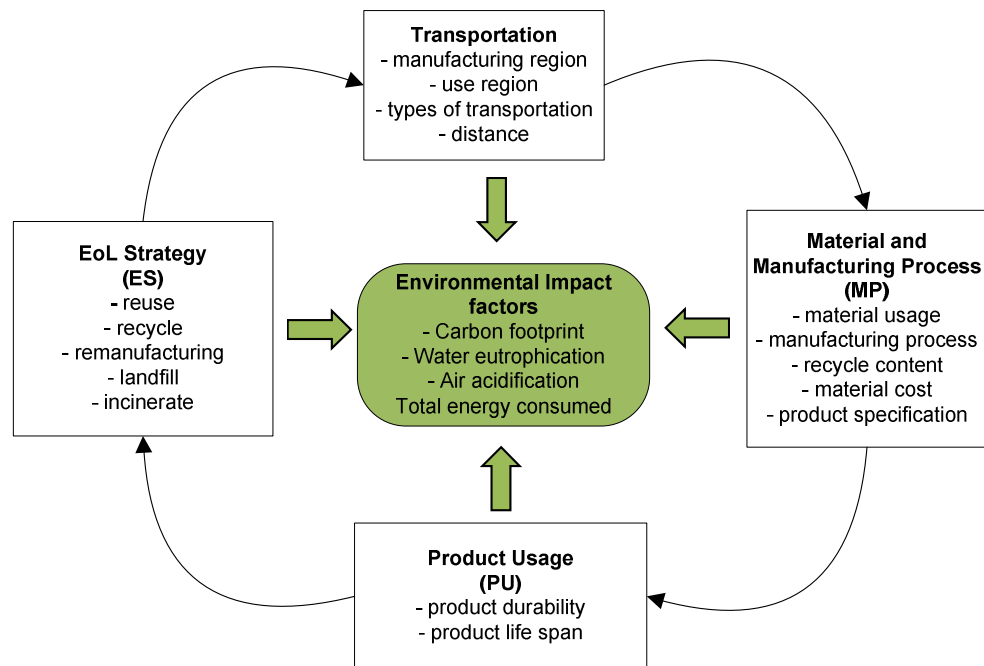 Transportation
- manufacturing region
- use region
- types of transportation
- distance
EoL Strategy
(ES)
- reuse
- recycle
- remanufacturing
- landfill
- incinerate
Environmental Impact
factors
- Carbon footprint
- Water eutrophication
- Air acidification
Total energy consumed
Material and
Manufacturing Process
(MP)
- material usage
- manufacturing process
- recycle content
- material cost
- product specification
Product Usage
(PU)
- product durability
- product life span